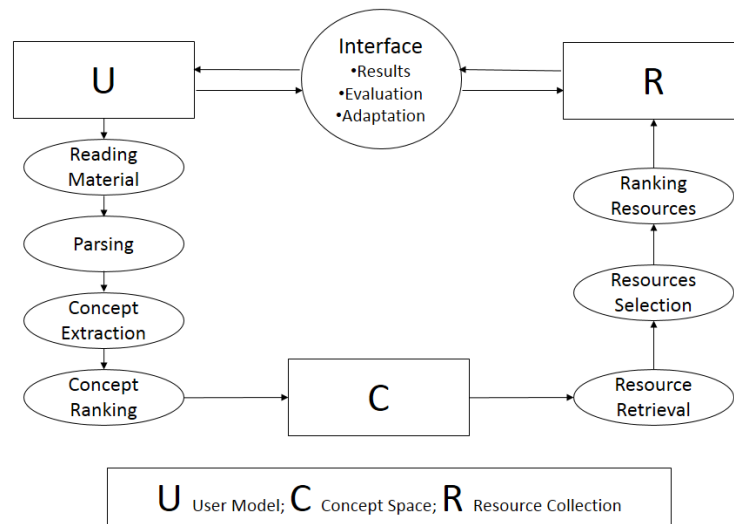 U
Interface
•Results
•Evaluation
•Adaptation
R
Reading
Material
Parsing
Concept
Extraction
Concept
Ranking
C
Resource
Retrieval
Resources
Selection
Ranking
Resources
U User Model; C Concept Space; R Resource Collection